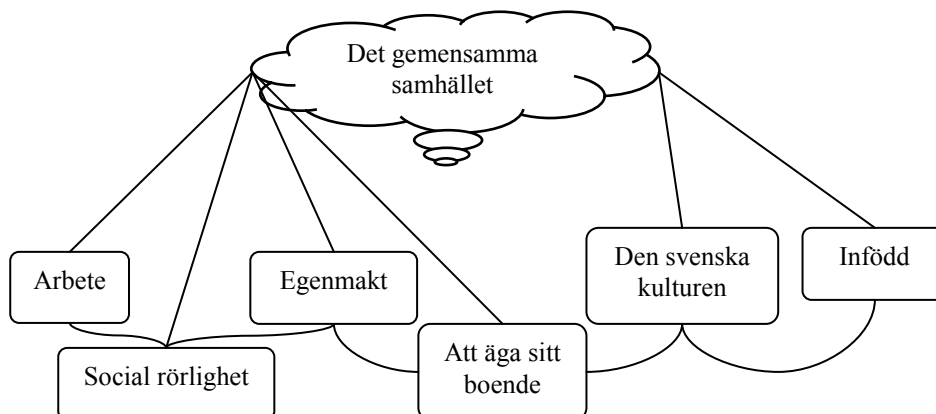 Det gemensamma
samhället
Arbete
Egenmakt
Den svenska
kulturen
Infödd
Social rörlighet
Att äga sitt
boende